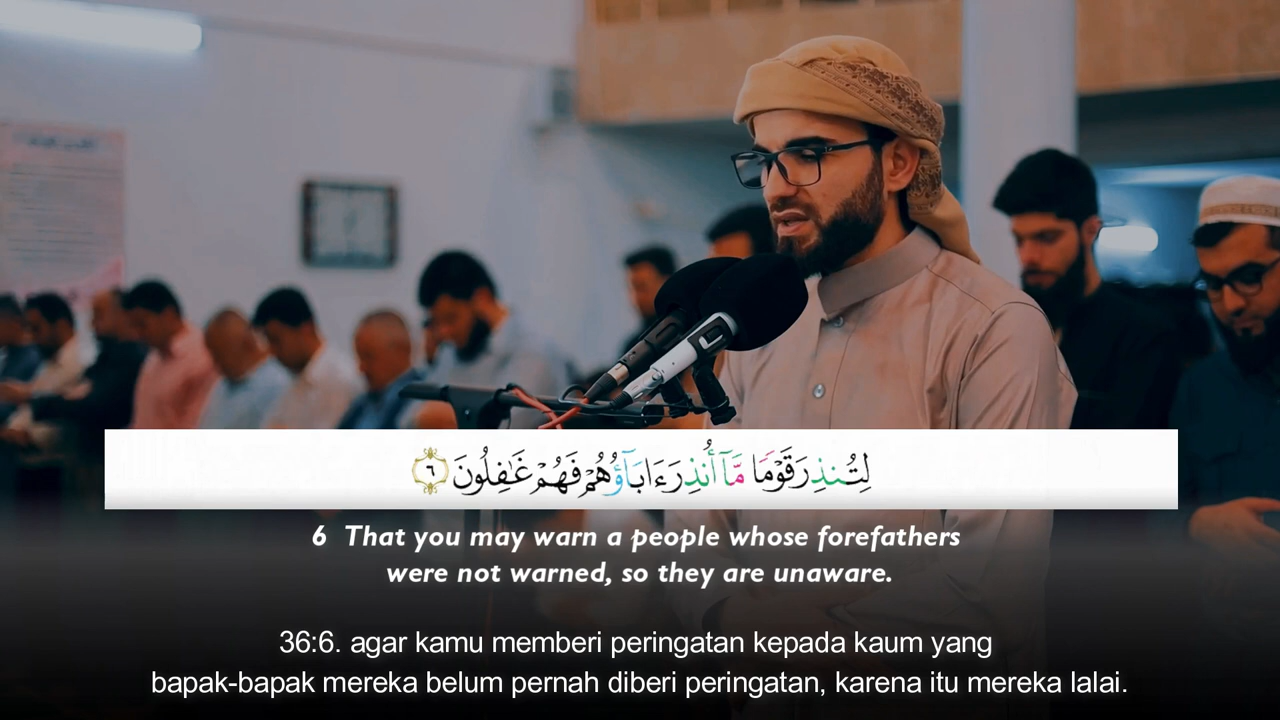 لِتُنذِرَ قَوْمًا مَّآ أُنذِرَ ءَابَآؤُهُمْ فَهُمْ غَٰفِلُونَ ٦
6 That you may warn a people whose forefathers
were not warned, so they are unaware.
36:6. agar kamu memberi peringatan kepada kaum yang
bapak-bapak mereka belum pernah diberi peringatan, karena itu mereka lalai.